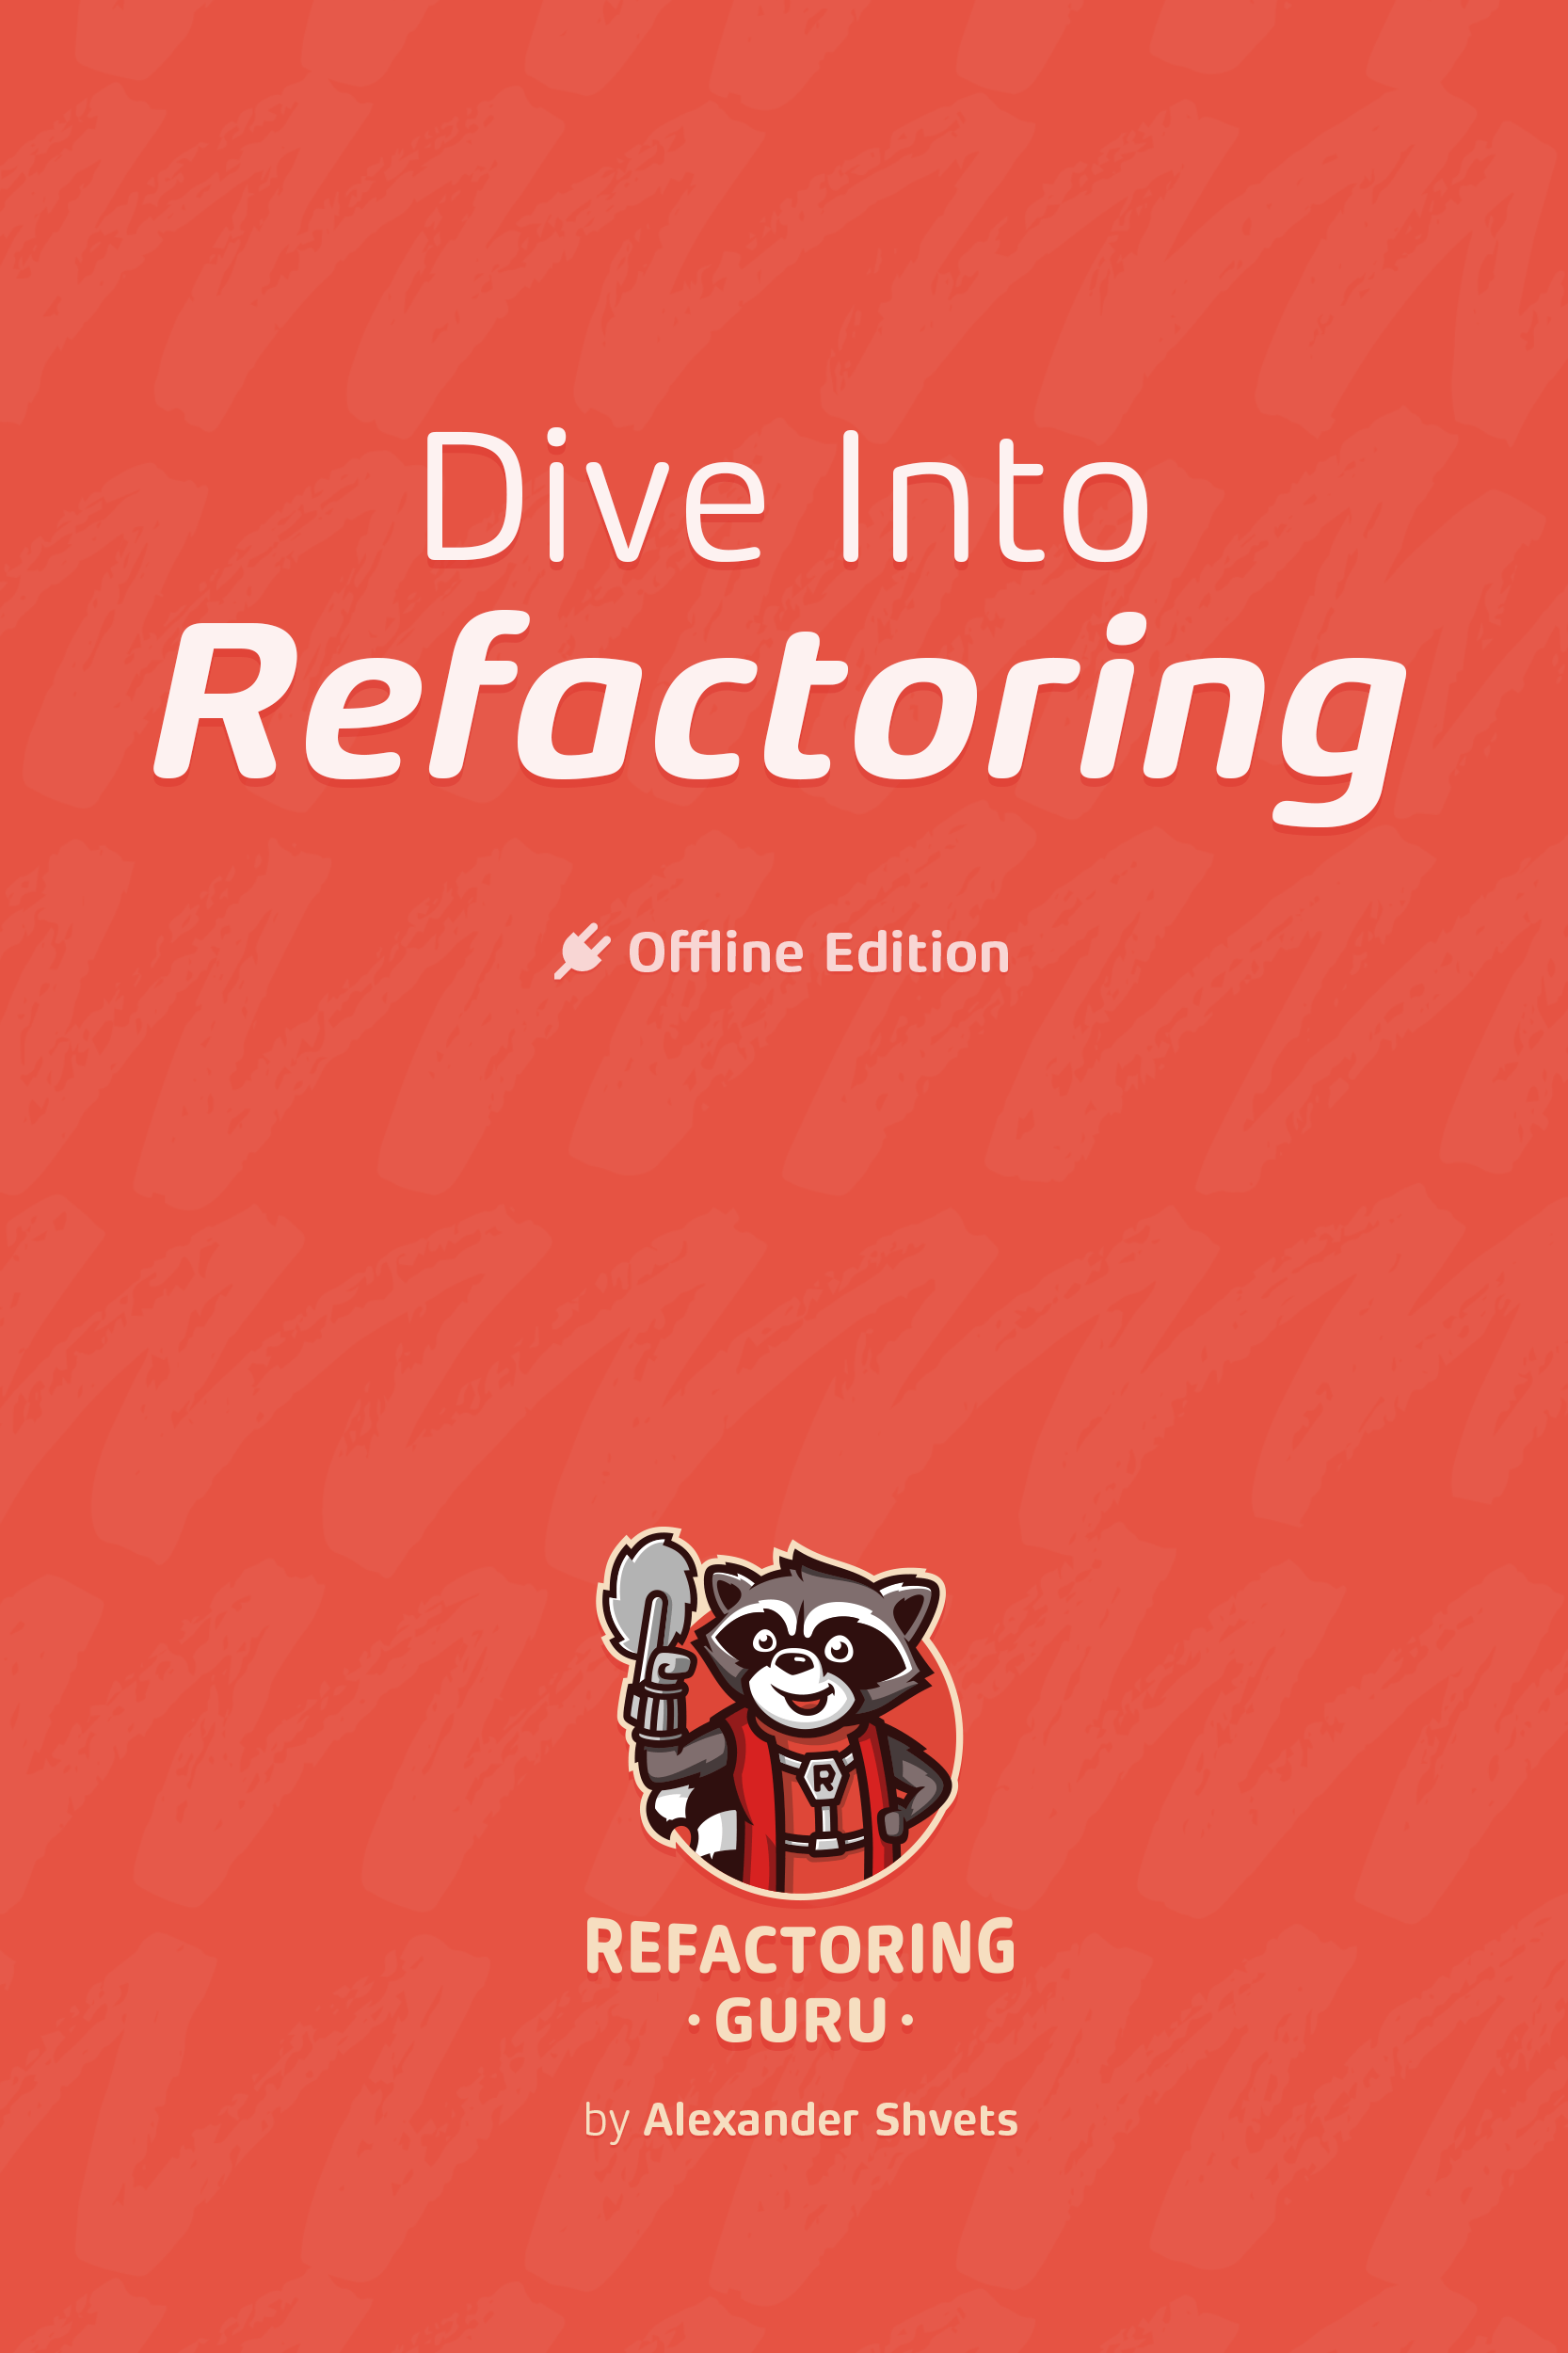 Dive Into
Refactoring
Offline Edition
R
REFACTORING
· GURU ·
by Alexander Shvets